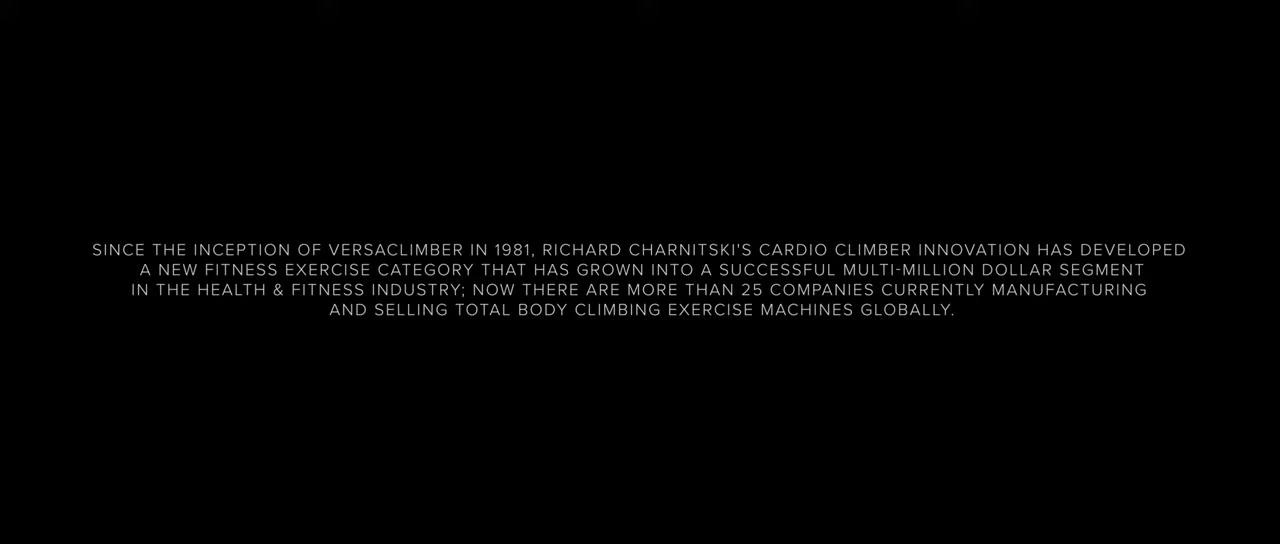 SINCE THE INCEPTION OF VERSACLIMBER IN 1981, RICHARD CHARNITSKI'S CARDIO CLIMBER INNOVATION HAS DEVELOPED
A NEW FITNESS EXERCISE CATEGORY THAT HAS GROWN INTO A SUCCESSFUL MULTI-MILLION DOLLAR SEGMENT
IN THE HEALTH & FITNESS INDUSTRY; NOW THERE ARE MORE THAN 25 COMPANIES CURRENTLY MANUFACTURING
AND SELLING TOTAL BODY CLIMBING EXERCISE MACHINES GLOBALLY.